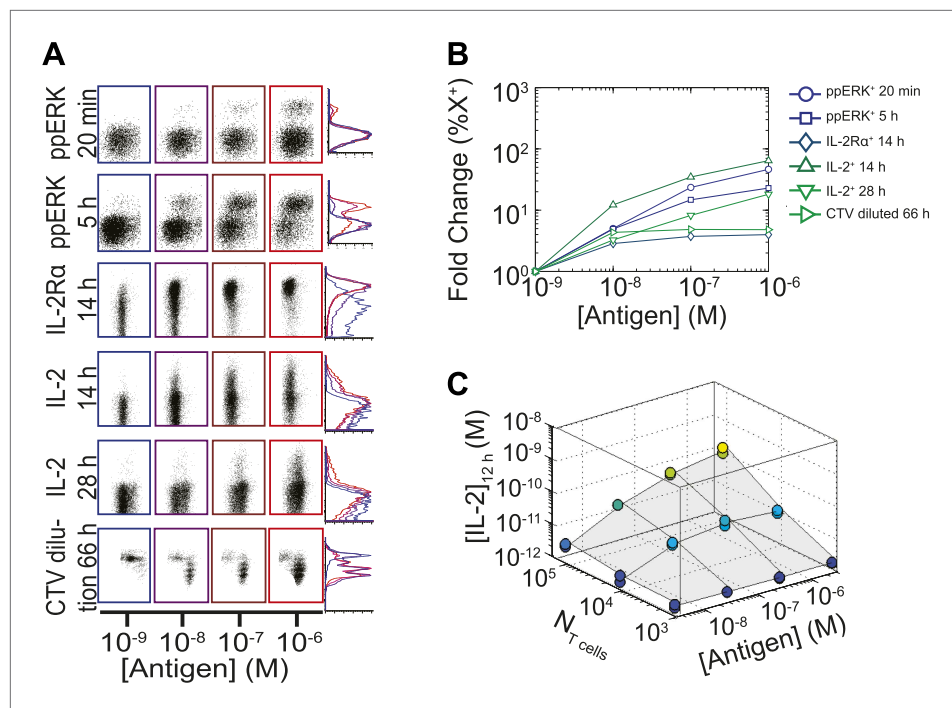 A
ppERK
20 min
ppERK
5 h
IL-2Rα
14 h
IL-2
14 h
IL-2
28 h
CTV dilu-
tion 66 h
10⁻⁹ 10⁻⁸ 10⁻⁷ 10⁻⁶
[Antigen] (M)
B
Fold Change (%X⁺)
10³
10²
10¹
10⁰
10⁻⁹ 10⁻⁸ 10⁻⁷ 10⁻⁶
[Antigen] (M)
ppERK⁺ 20 min
ppERK⁺ 5 h
IL-2Rα⁺ 14 h
IL-2⁺ 14 h
IL-2⁺ 28 h
CTV diluted 66 h
C
[IL-2]₁₂ ₕ (M)
10⁻⁸
10⁻⁹
10⁻¹⁰
10⁻¹¹
10⁻¹²
10⁵
10⁴
10³
N T cells
10⁻⁸ 10⁻⁷ 10⁻⁶
[Antigen] (M)